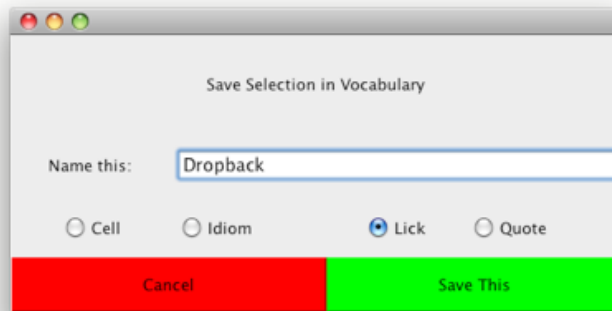 Save Selection in Vocabulary
Name this: Dropback
Cell Idiom Lick Quote
Cancel Save This